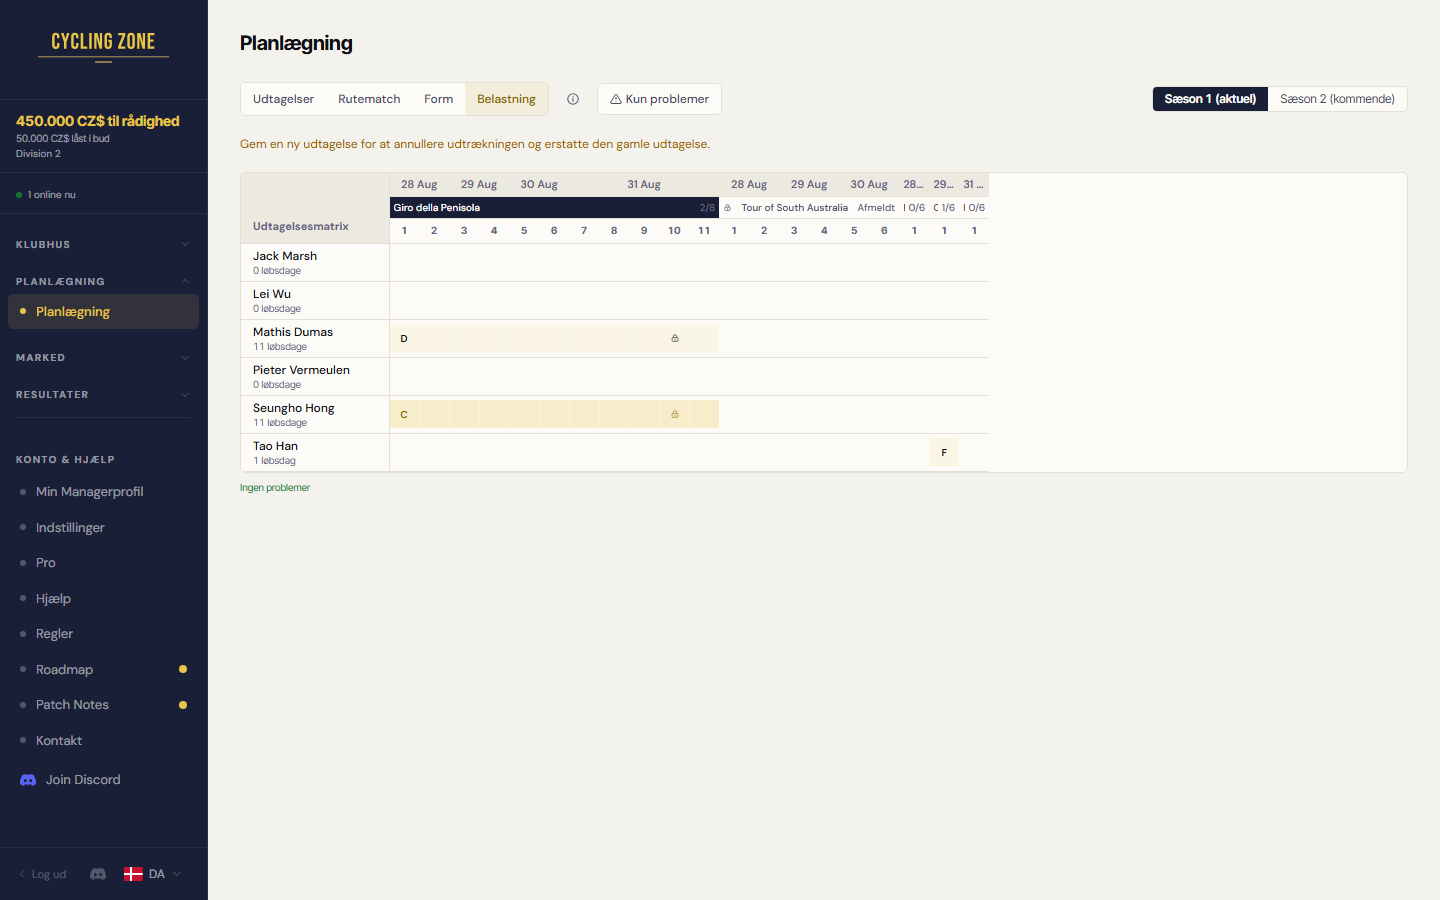 CYCLING ZONE
450.000 CZ$ til rådighed
50.000 CZ$ låst i bud
Division 2
1 online nu
KLUBHUS
PLANLÆGNING
Planlægning
MARKED
RESULTATER
KONTO & HJÆLP
Min Managerprofil
Indstillinger
Pro
Hjælp
Regler
Roadmap
Patch Notes
Kontakt
Join Discord
Log ud
DA
Planlægning
Udtagelser Rutematch Form Belastning Kun problemer
Sæson 1 (aktuel) Sæson 2 (kommende)
Gem en ny udtagelse for at annullere udtrækningen og erstatte den gamle udtagelse.
28 Aug 29 Aug 30 Aug 31 Aug 28 Aug 29 Aug 30 Aug 28... 29... 31 ...
Giro della Penisola 2/8 Tour of South Australia Afmeldt I 0/6 C 1/6 I 0/6
Udtagelsesmatrix
1 2 3 4 5 6 7 8 9 10 11 1 2 3 4 5 6 1 1 1
Jack Marsh
0 løbsdage
Lei Wu
0 løbsdage
Mathis Dumas
11 løbsdage
D
Pieter Vermeulen
0 løbsdage
Seungho Hong
11 løbsdage
C
Tao Han
1 løbsdag
F
Ingen problemer